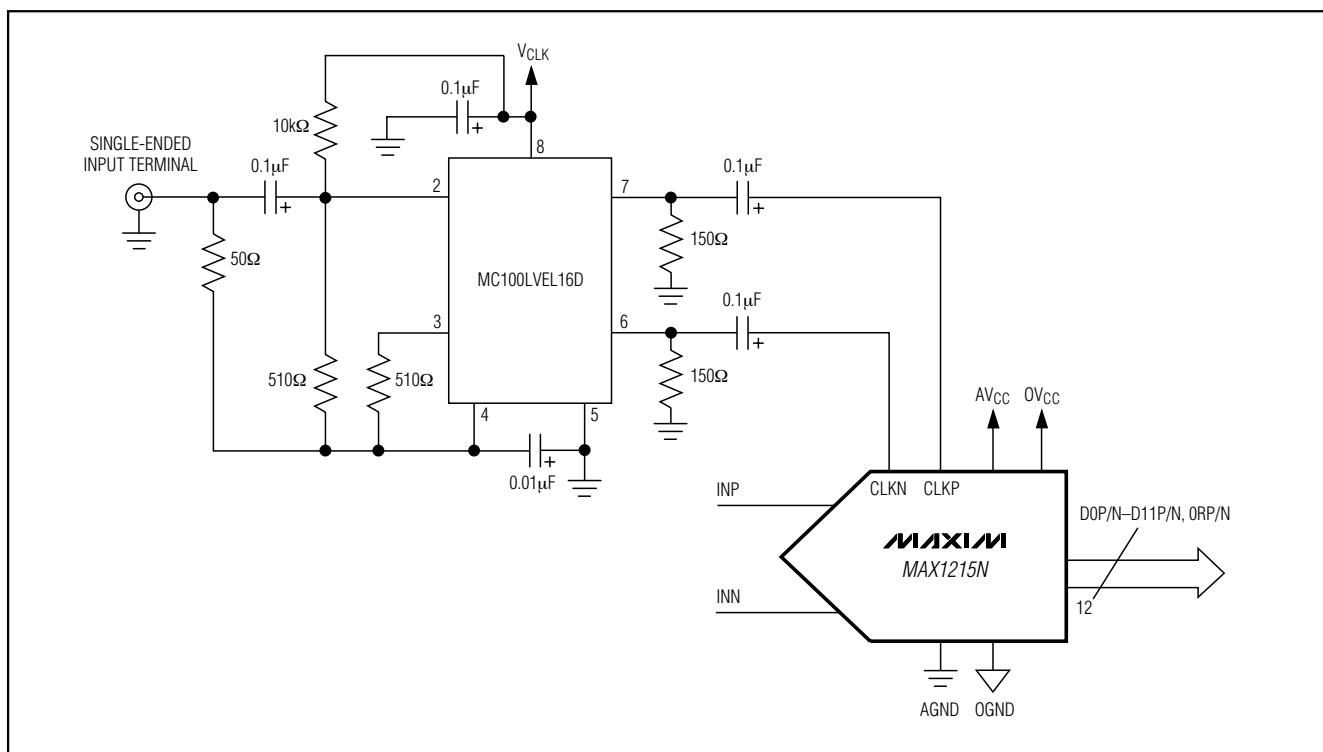 VCLK
0.1μF
10kΩ
SINGLE-ENDED
INPUT TERMINAL
0.1μF
8
2
7
0.1μF
50Ω
150Ω
MC100LVEL16D
0.1μF
3
6
510Ω
510Ω
150Ω
4
5
0.01μF
AVCC
OVCC
INP
CLKN
CLKP
D0P/N–D11P/N, 0RP/N
MAXIM
MAX1215N
INN
12
AGND
OGND